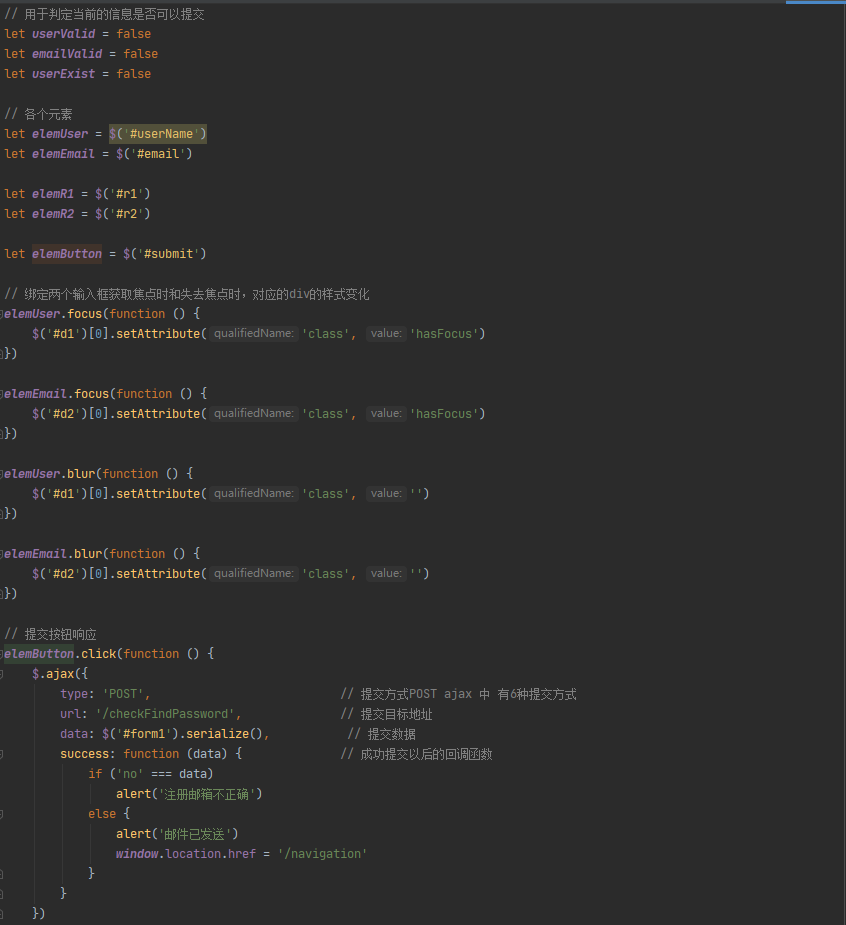 // 用于判定当前的信息是否可以提交
let userValid = false
let emailValid = false
let userExist = false
// 各个元素
let elemUser = $('#userName')
let elemEmail = $('#email')
let elemR1 = $('#r1')
let elemR2 = $('#r2')
let elemButton = $('#submit')
// 绑定两个输入框获取焦点时和失去焦点时，对应的div的样式变化
elemUser.focus(function () {
$('#d1')[0].setAttribute( qualifiedName: 'class', value: 'hasFocus')
})
elemEmail.focus(function () {
$('#d2')[0].setAttribute( qualifiedName: 'class', value: 'hasFocus')
})
elemUser.blur(function () {
$('#d1')[0].setAttribute( qualifiedName: 'class', value: '')
})
elemEmail.blur(function () {
$('#d2')[0].setAttribute( qualifiedName: 'class', value: '')
})
// 提交按钮响应
elemButton.click(function () {
$.ajax({
type: 'POST', // 提交方式POST ajax 中 有6种提交方式
url: '/checkFindPassword', // 提交目标地址
data: $('#form1').serialize(), // 提交数据
success: function (data) { // 成功提交以后的回调函数
if ('no' === data)
alert('注册邮箱不正确')
else {
alert('邮件已发送')
window.location.href = '/navigation'
}
}
})